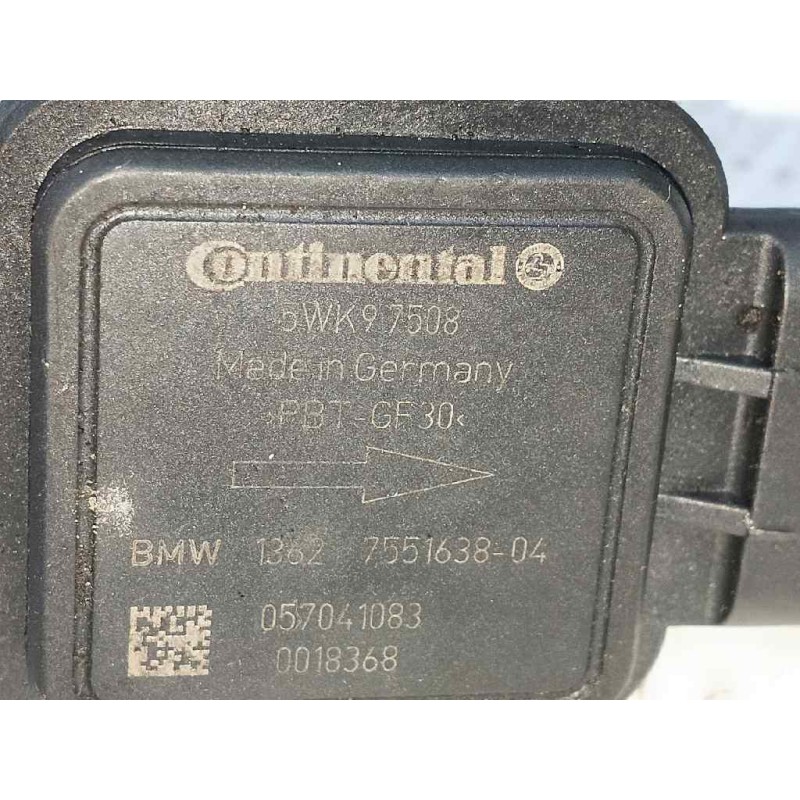 Continental
5WK9 7508
Made in Germany
>PBT-GF30<
BMW 1362 7551638-04
057041083
0018368